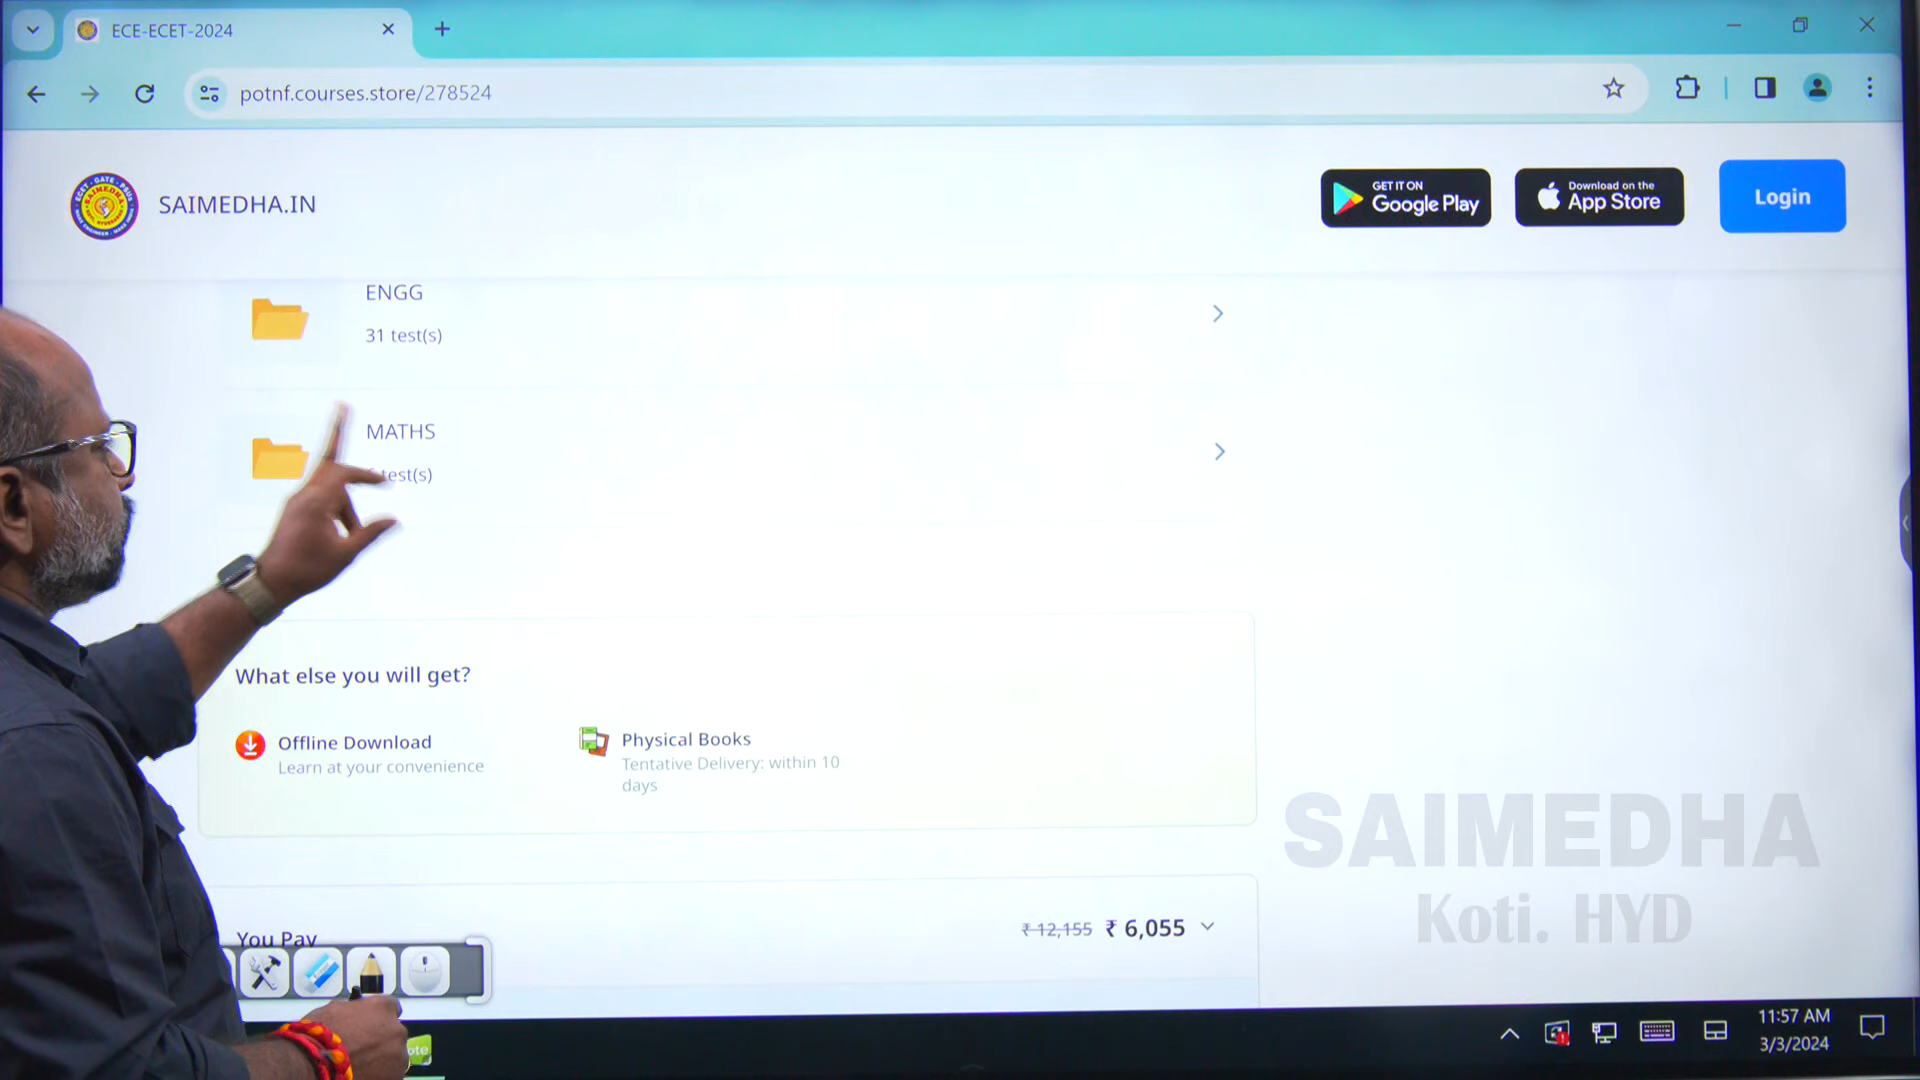 ECE-ECET-2024
potnf.courses.store/278524
SAIMEDHA.IN
GET IT ON
Google Play
Download on the
App Store
Login
ENGG
31 test(s)
MATHS
test(s)
What else you will get?
Offline Download
Learn at your convenience
Physical Books
Tentative Delivery: within 10
days
SAIMEDHA
Koti. HYD
You Pay
₹ 12,155 ₹ 6,055
11:57 AM
3/3/2024